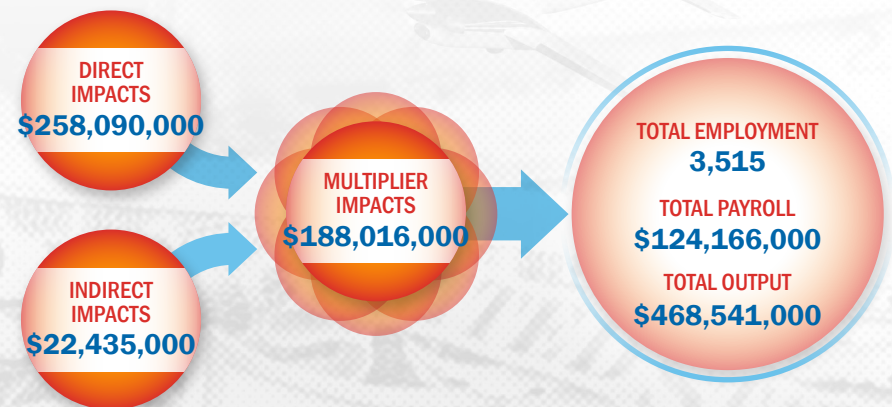 DIRECT
IMPACTS
$258,090,000
INDIRECT
IMPACTS
$22,435,000
MULTIPLIER
IMPACTS
$188,016,000
TOTAL EMPLOYMENT
3,515
TOTAL PAYROLL
$124,166,000
TOTAL OUTPUT
$468,541,000